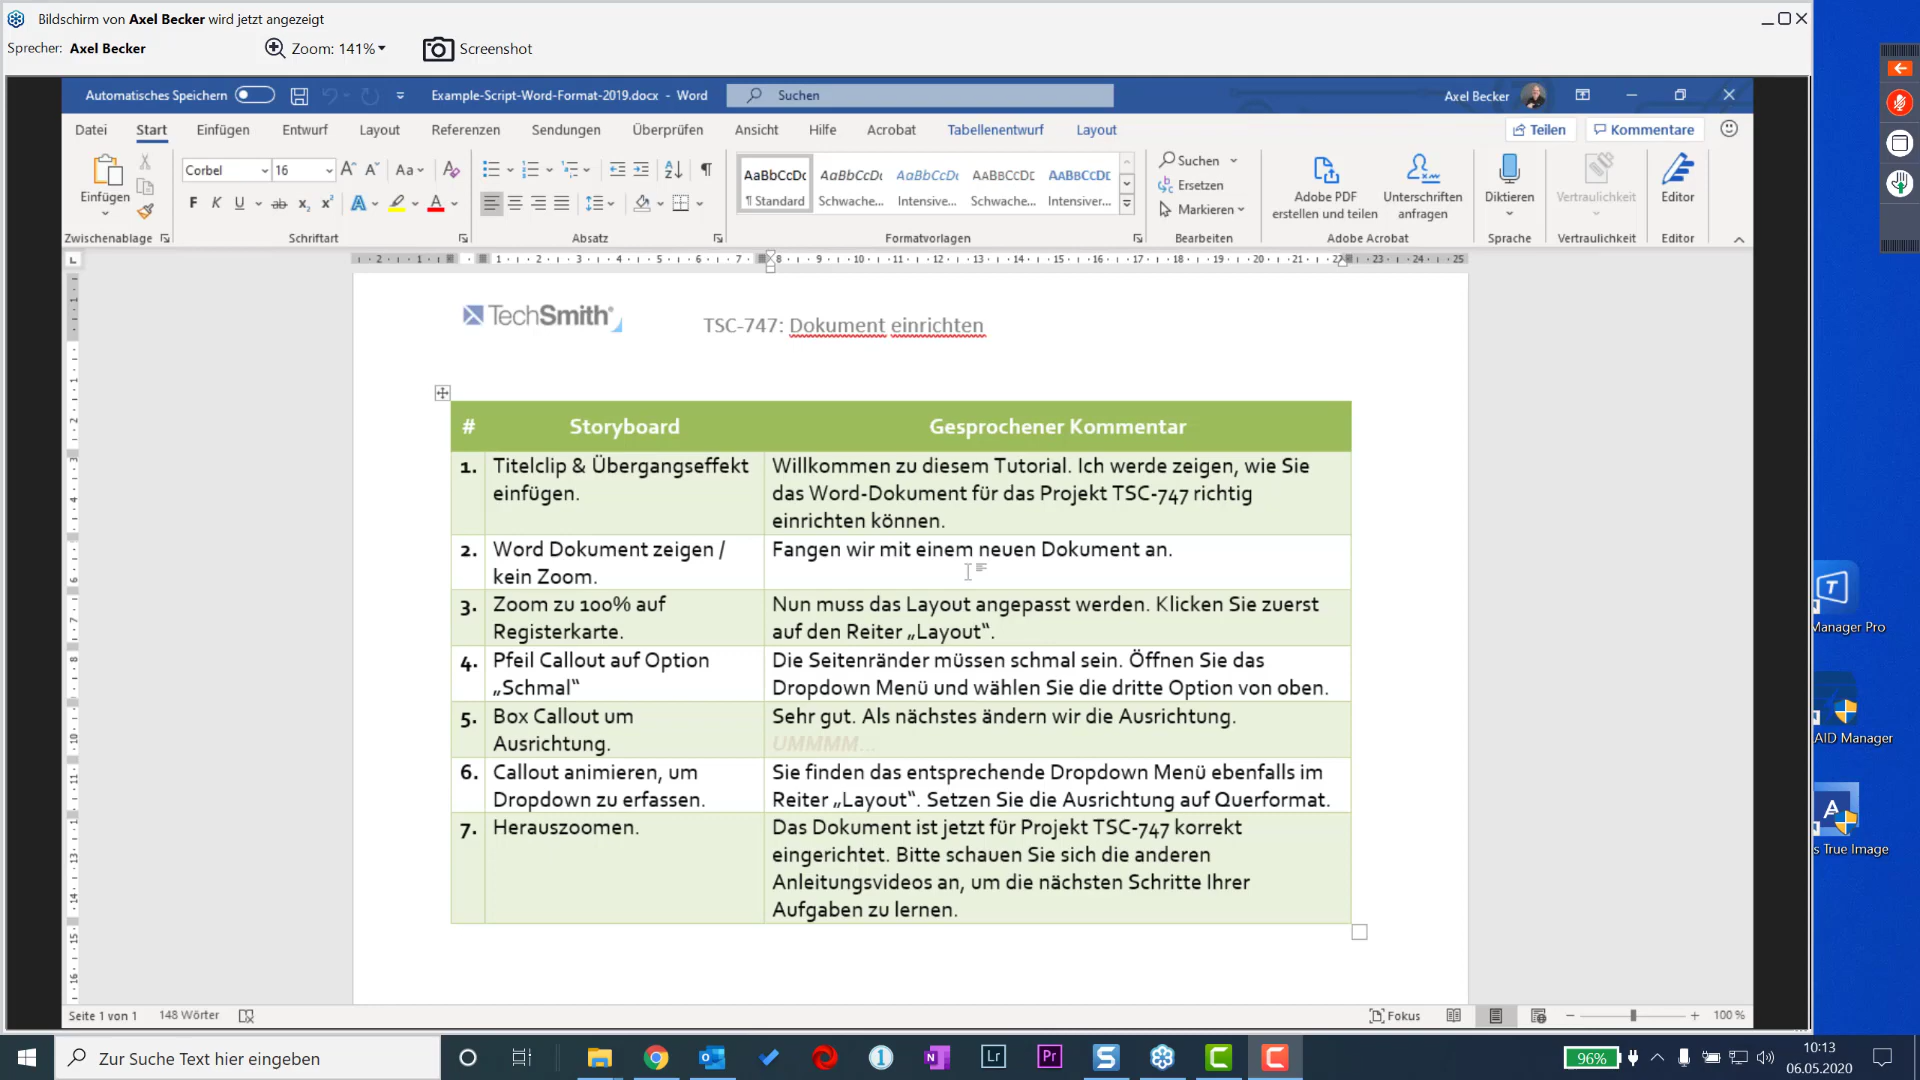 Bildschirm von Axel Becker wird jetzt angezeigt
Sprecher: Axel Becker
Zoom: 141%
Screenshot
Automatisches Speichern
Example-Script-Word-Format-2019.docx - Word
Suchen
Axel Becker
Datei Start Einfügen Entwurf Layout Referenzen Sendungen Überprüfen Ansicht Hilfe Acrobat Tabellenentwurf Layout
Teilen
Kommentare
Einfügen
Zwischenablage
Corbel 16
F K U ab x₂ x²
Schriftart
Absatz
AaBbCcDc AaBbCcDc AaBbCcDc AABBCCDE AABBCCDE
¶ Standard Schwache... Intensive... Schwache... Intensiver...
Formatvorlagen
Suchen
Ersetzen
Markieren
Bearbeiten
Adobe PDF
erstellen und teilen
Unterschriften
anfragen
Adobe Acrobat
Diktieren
Sprache
Vertraulichkeit
Vertraulichkeit
Editor
Editor
TechSmith®
TSC-747: Dokument einrichten
# Storyboard Gesprochener Kommentar
1. Titelclip & Übergangseffekt
einfügen.
Willkommen zu diesem Tutorial. Ich werde zeigen, wie Sie
das Word-Dokument für das Projekt TSC-747 richtig
einrichten können.
2. Word Dokument zeigen /
kein Zoom.
Fangen wir mit einem neuen Dokument an.
3. Zoom zu 100% auf
Registerkarte.
Nun muss das Layout angepasst werden. Klicken Sie zuerst
auf den Reiter „Layout“.
4. Pfeil Callout auf Option
„Schmal“
Die Seitenränder müssen schmal sein. Öffnen Sie das
Dropdown Menü und wählen Sie die dritte Option von oben.
5. Box Callout um
Ausrichtung.
Sehr gut. Als nächstes ändern wir die Ausrichtung.
UMMMM...
6. Callout animieren, um
Dropdown zu erfassen.
Sie finden das entsprechende Dropdown Menü ebenfalls im
Reiter „Layout“. Setzen Sie die Ausrichtung auf Querformat.
7. Herauszoomen.
Das Dokument ist jetzt für Projekt TSC-747 korrekt
eingerichtet. Bitte schauen Sie sich die anderen
Anleitungsvideos an, um die nächsten Schritte Ihrer
Aufgaben zu lernen.
Manager Pro
AID Manager
s True Image
Seite 1 von 1 148 Wörter
Fokus
100 %
Zur Suche Text hier eingeben
Lr
Pr
96%
10:13
06.05.2020